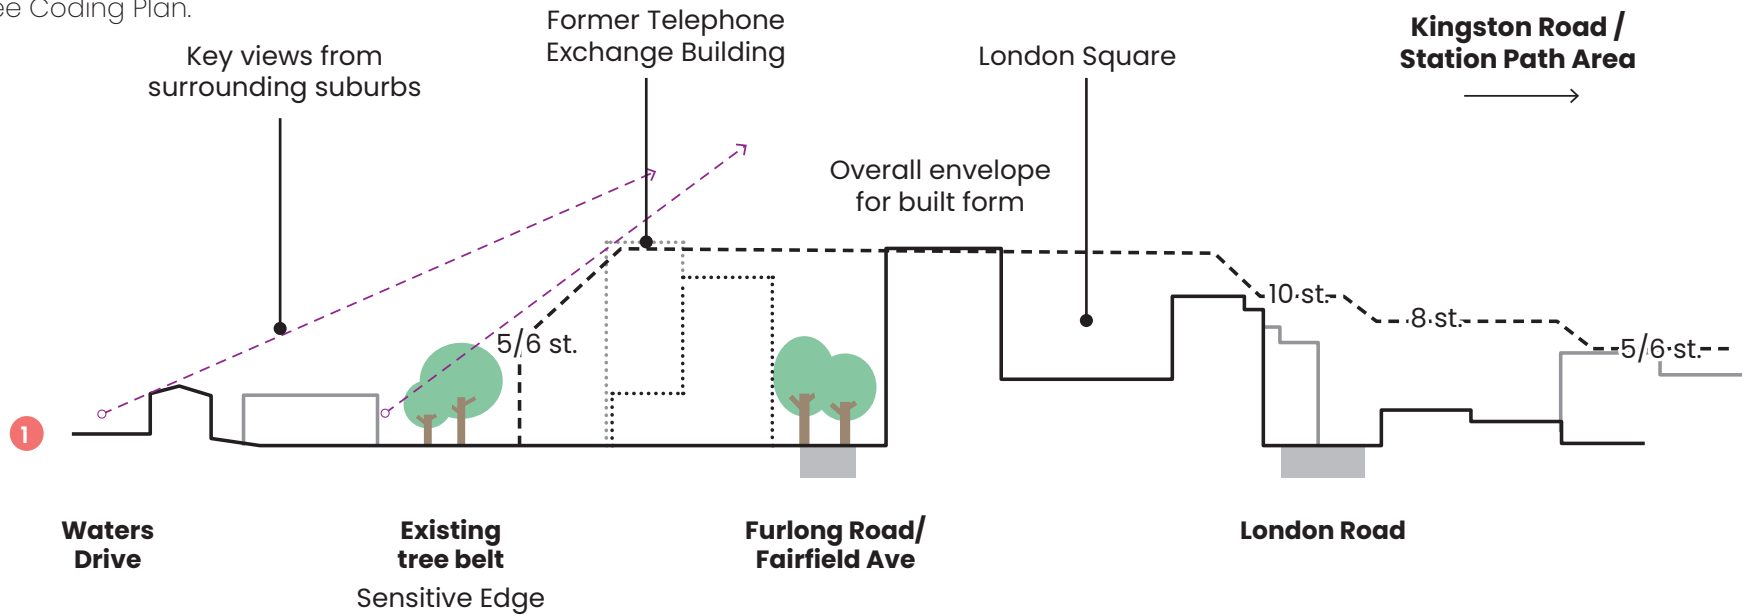 Coding Plan.
Key views from
surrounding suburbs
Former Telephone
Exchange Building
London Square
Kingston Road /
Station Path Area
Overall envelope
for built form
5/6 st.
10 st.
8 st.
5/6 st.
1
Waters
Drive
Existing
tree belt
Sensitive Edge
Furlong Road/
Fairfield Ave
London Road